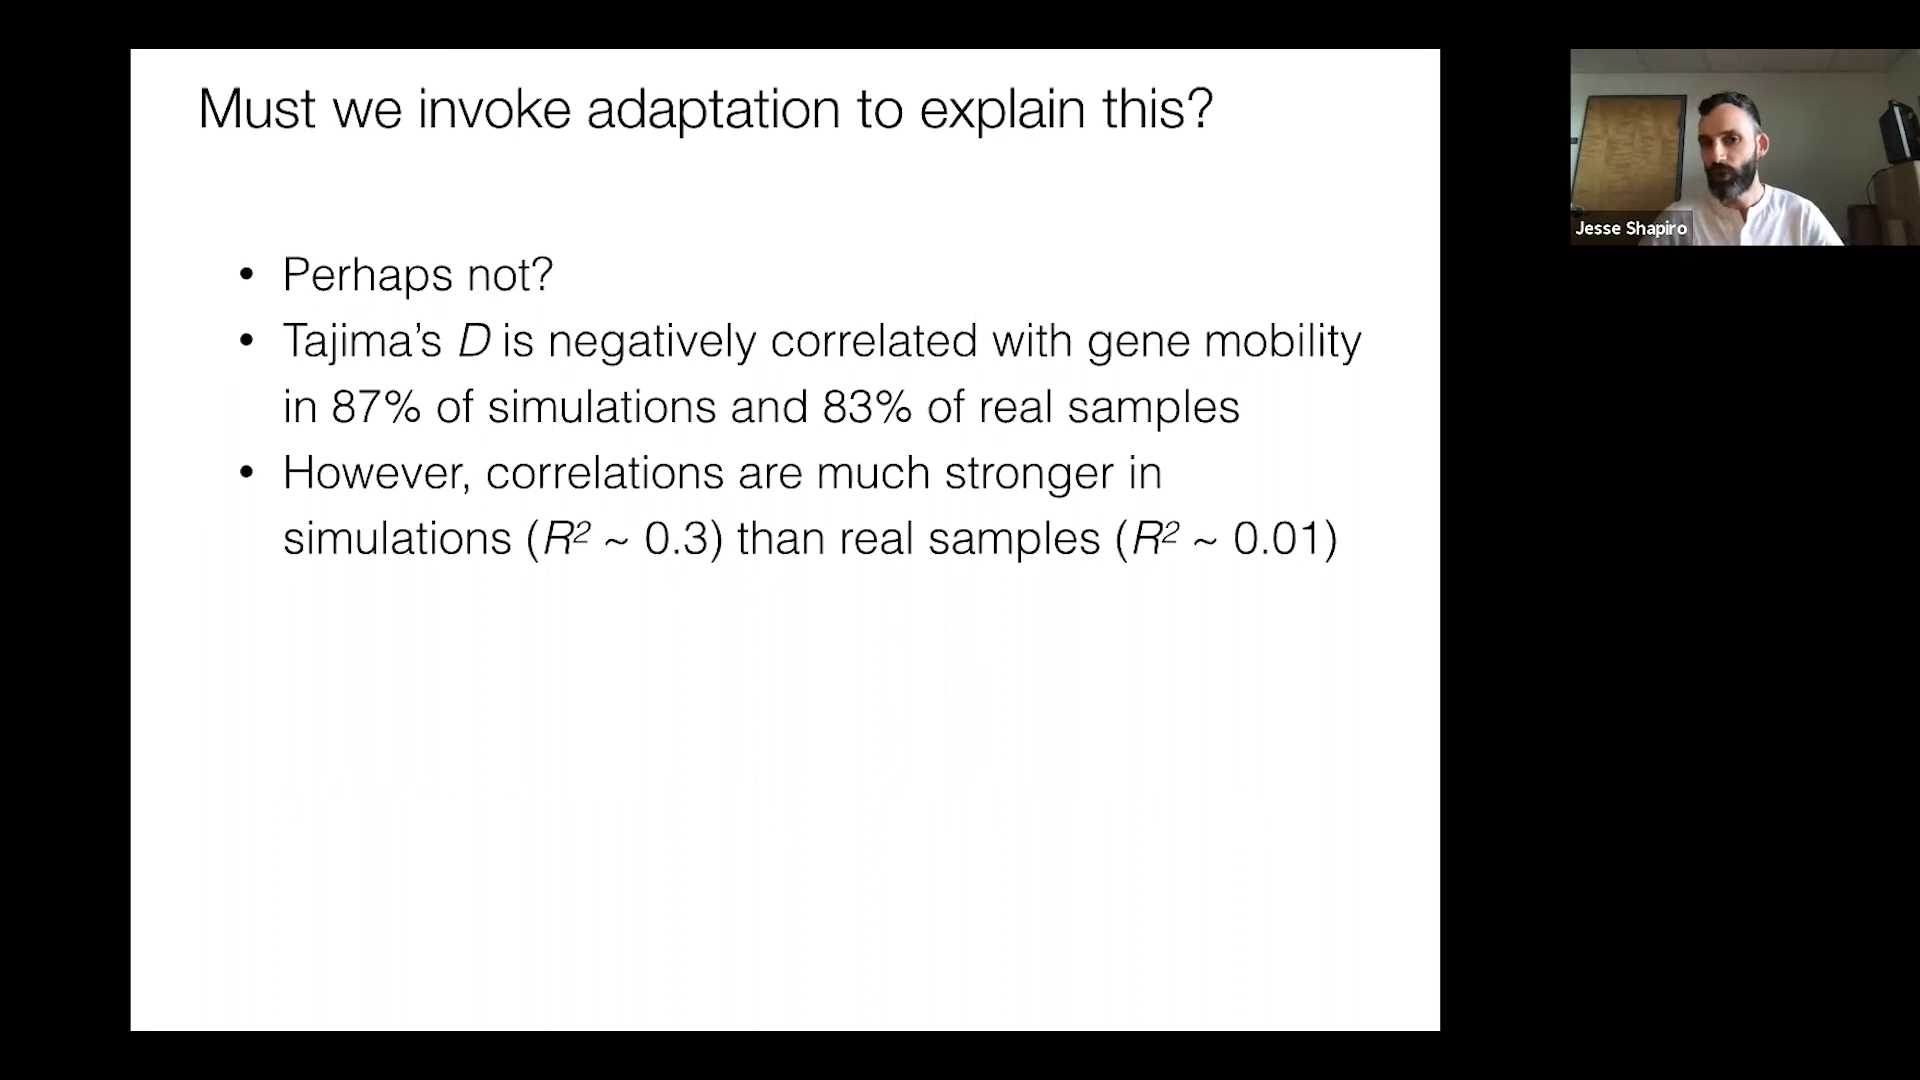 Must we invoke adaptation to explain this?
Jesse Shapiro
• Perhaps not?
• Tajima’s D is negatively correlated with gene mobility
in 87% of simulations and 83% of real samples
• However, correlations are much stronger in
simulations (R² ~ 0.3) than real samples (R² ~ 0.01)